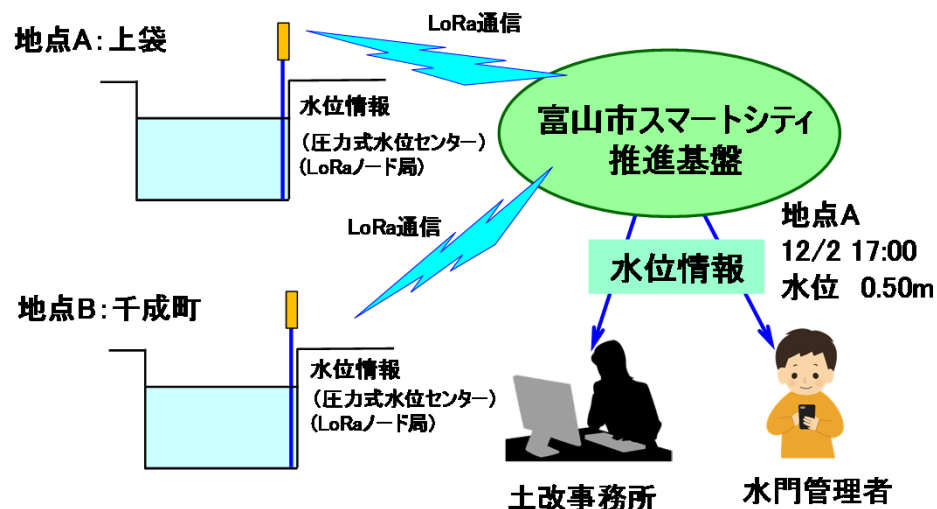 地点A：上袋
LoRa通信
水位情報
（圧力式水位センター）
(LoRaノード局)
富山市スマートシティ
推進基盤
LoRa通信
地点A
12/2 17:00
水位 0.50m
水位情報
地点B：千成町
水位情報
（圧力式水位センター）
(LoRaノード局)
土改事務所
水門管理者